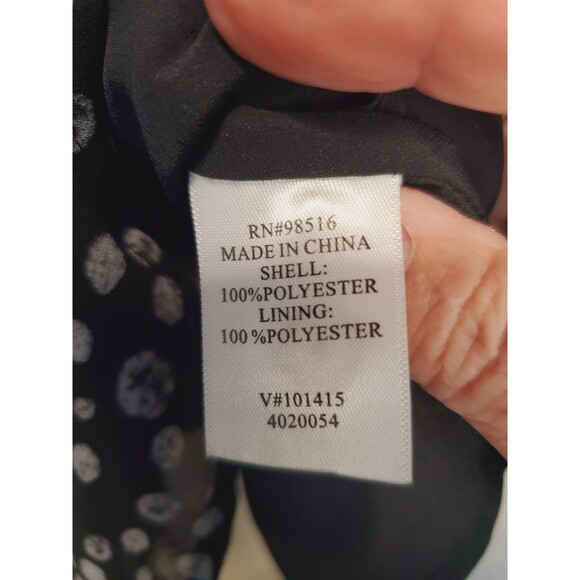 RN#98516
MADE IN CHINA
SHELL:
100%POLYESTER
LINING:
100%POLYESTER
V#101415
4020054